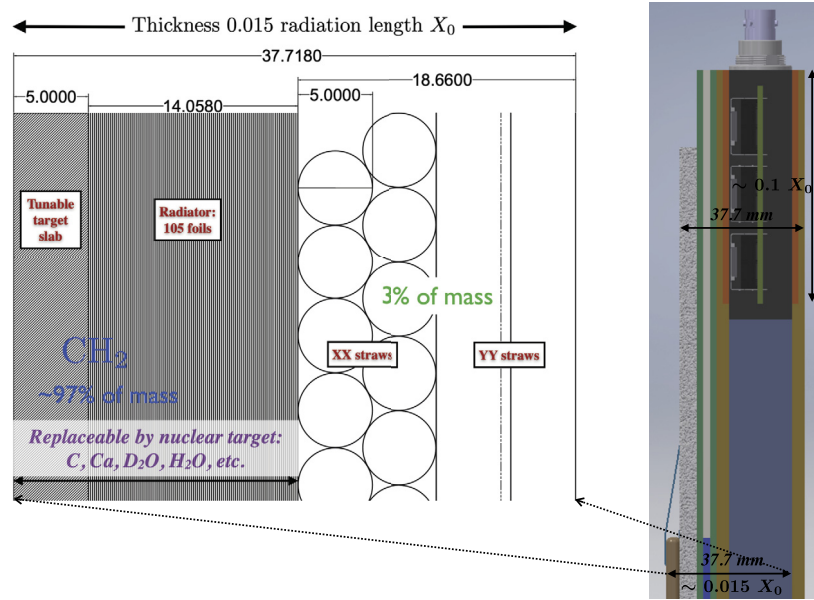 Thickness 0.015 radiation length X₀
37.7180
18.6600
5.0000
14.0580
5.0000
Tunable
target
slab
Radiator:
105 foils
3% of mass
XX straws
YY straws
CH₂
~97% of mass
Replaceable by nuclear target:
C, Ca, D₂O, H₂O, etc.
~ 0.1 X₀
37.7 mm
37.7 mm
~ 0.015 X₀